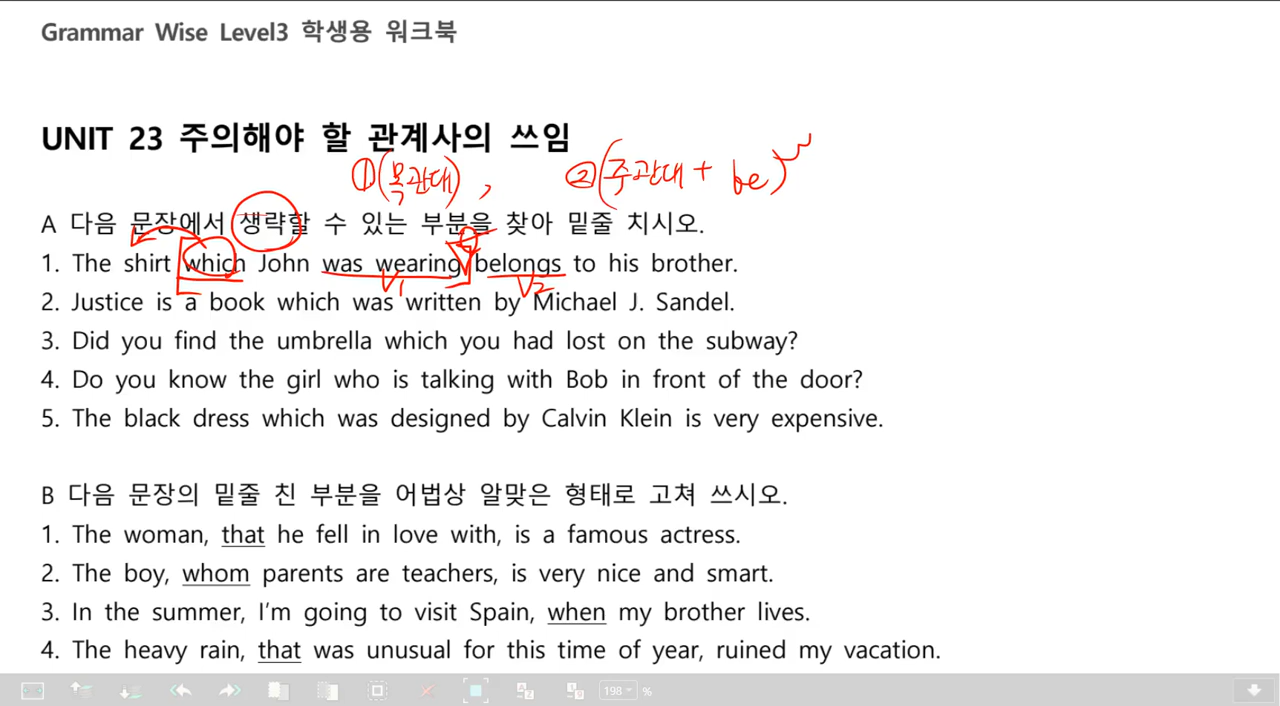 Grammar Wise Level3 학생용 워크북
UNIT 23 주의해야 할 관계사의 쓰임
①(목관대), ②(주관대 + be)
A 다음 문장에서 생략할 수 있는 부분을 찾아 밑줄 치시오.
1. The shirt which John was wearing belongs to his brother.
V1 V2
2. Justice is a book which was written by Michael J. Sandel.
3. Did you find the umbrella which you had lost on the subway?
4. Do you know the girl who is talking with Bob in front of the door?
5. The black dress which was designed by Calvin Klein is very expensive.
B 다음 문장의 밑줄 친 부분을 어법상 알맞은 형태로 고쳐 쓰시오.
1. The woman, that he fell in love with, is a famous actress.
2. The boy, whom parents are teachers, is very nice and smart.
3. In the summer, I'm going to visit Spain, when my brother lives.
4. The heavy rain, that was unusual for this time of year, ruined my vacation.
198 %